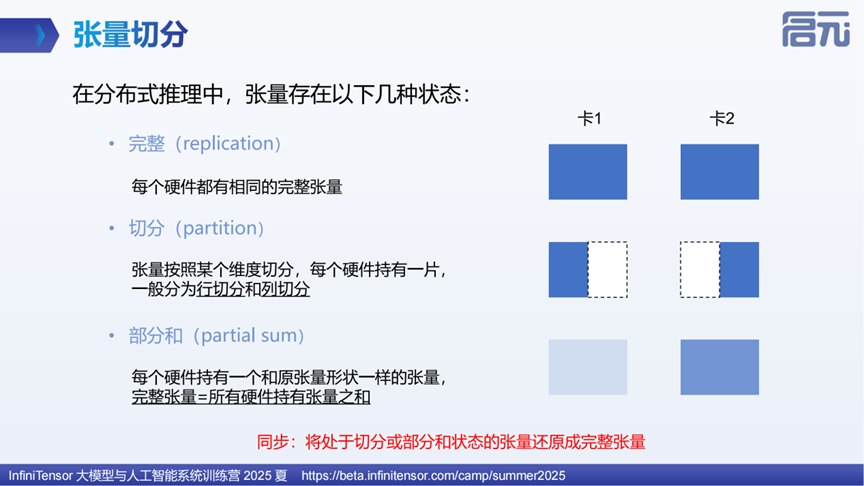 张量切分
启元
在分布式推理中，张量存在以下几种状态：
卡1
卡2
• 完整（replication）
每个硬件都有相同的完整张量
• 切分（partition）
张量按照某个维度切分，每个硬件持有一片，
一般分为行切分和列切分
• 部分和（partial sum）
每个硬件持有一个和原张量形状一样的张量，
完整张量=所有硬件持有张量之和
同步：将处于切分或部分和状态的张量还原成完整张量
InfiniTensor 大模型与人工智能系统训练营 2025 夏 https://beta.infinitensor.com/camp/summer2025